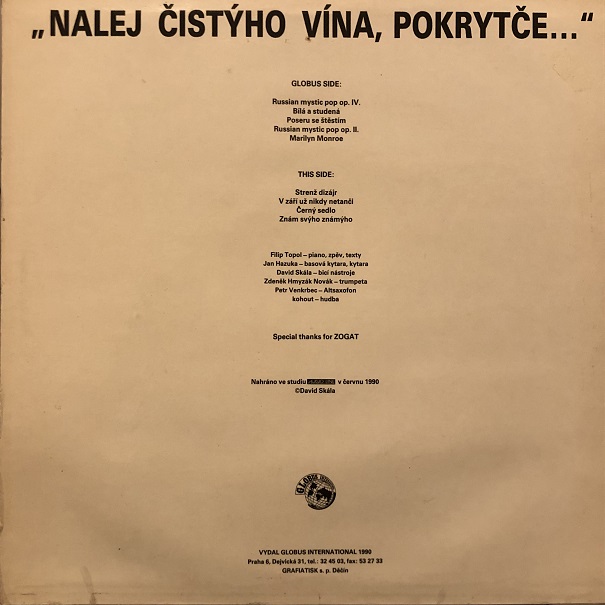 „NALEJ ČISTÝHO VÍNA, POKRYTČE..."
GLOBUS SIDE:
Russian mystic pop op. IV.
Bílá a studená
Poseru se štěstim
Russian mystic pop op. II.
Marilyn Monroe
THIS SIDE:
Strenž dizájr
V září už nikdy netančí
Černý sedlo
Znám svýho známýho
Filip Topol – piano, zpěv, texty
Jan Hazuka – basová kytara, kytara
David Skála – bicí nástroje
Zdeněk Hmyzák Novák – trumpeta
Petr Venkrbec – Altsaxofon
kohout – hudba
Special thanks for ZOGAT
Nahráno ve studiu v červnu 1990
©David Skála
GLOBUS
VYDAL GLOBUS INTERNATIONAL 1990
Praha 6, Dejvická 31, tel.: 32 45 03, fax: 53 27 33
GRAFIATISK s. p. Děčín